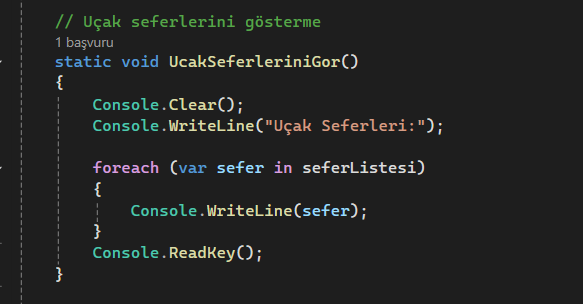 // Uçak seferlerini gösterme
1 başvuru
static void UcakSeferleriniGor()
{
Console.Clear();
Console.WriteLine("Uçak Seferleri:");
foreach (var sefer in seferListesi)
{
Console.WriteLine(sefer);
}
Console.ReadKey();
}